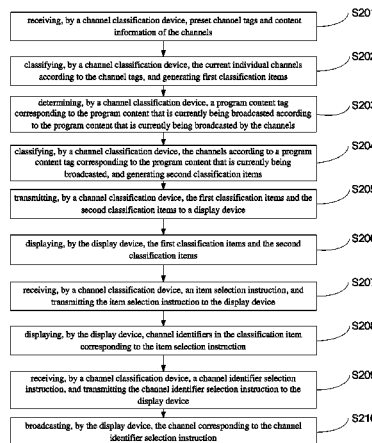 receiving, by a channel classification device, preset channel tags and content
information of the channels
S201
classifying, by a channel classification device, the current individual channels
according to the channel tags, and generating first classification items
S202
determining, by a channel classification device, a program content tag
corresponding to the program content that is currently being broadcasted according
to the program content that is currently being broadcasted by the channels
S203
classifying, by a channel classification device, the channels according to a program
content tag corresponding to the program content that is currently being
broadcasted, and generating second classification items
S204
transmitting, by a channel classification device, the first classification items and the
second classification items to a display device
S205
displaying, by the display device, the first classification items and the second
classification items
S206
receiving, by a channel classification device, an item selection instruction, and
transmitting the item selection instruction to the display device
S207
displaying, by the display device, channel identifiers in the classification item
corresponding to the item selection instruction
S208
receiving, by a channel classification device, a channel identifier selection
instruction, and transmitting the channel identifier selection instruction to the
display device
S209
broadcasting, by the display device, the channel corresponding to the channel
identifier selection instruction
S210